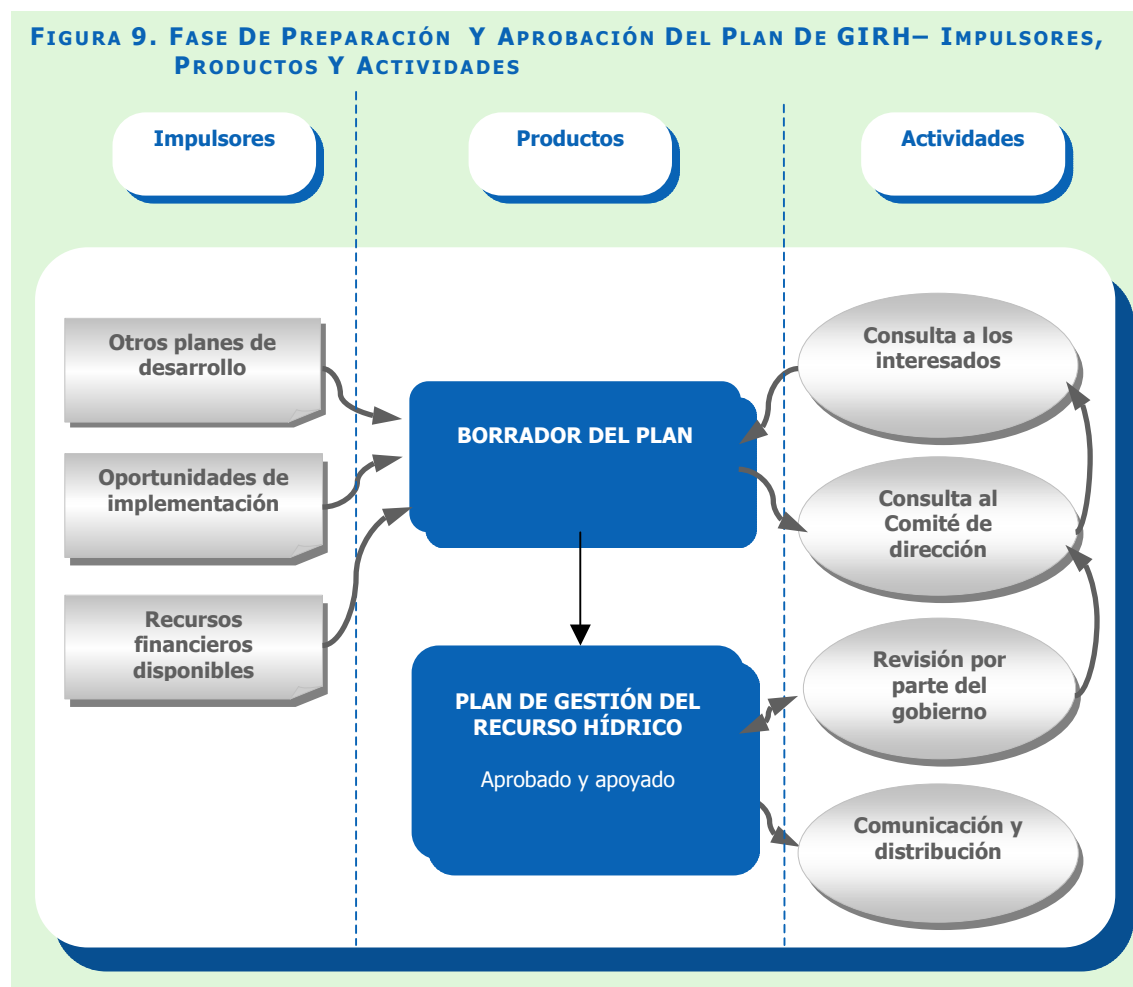 FIGURA 9. FASE DE PREPARACIÓN Y APROBACIÓN DEL PLAN DE GIRH– IMPULSORES,
PRODUCTOS Y ACTIVIDADES
Impulsores
Productos
Actividades
Otros planes de
desarrollo
Oportunidades de
implementación
Recursos
financieros
disponibles
BORRADOR DEL PLAN
PLAN DE GESTIÓN DEL
RECURSO HÍDRICO
Aprobado y apoyado
Consulta a los
interesados
Consulta al
Comité de
dirección
Revisión por
parte del
gobierno
Comunicación y
distribución